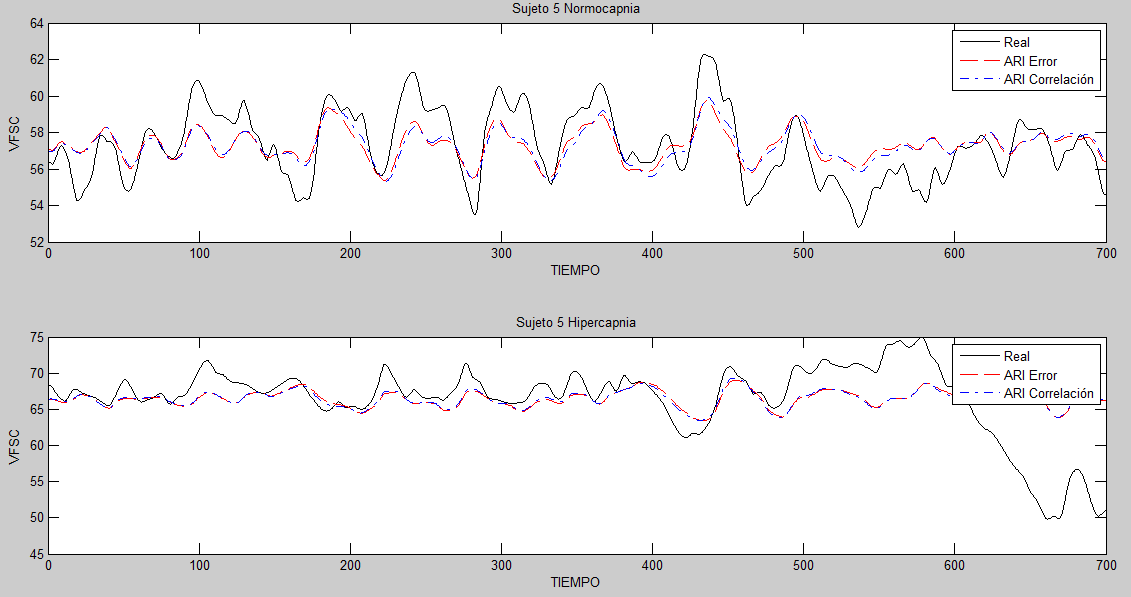 Sujeto 5 Normocapnia
64
62
60
58
56
54
52
VFSC
Real
ARI Error
ARI Correlación
0 100 200 300 400 500 600 700
TIEMPO
Sujeto 5 Hipercapnia
75
70
65
60
55
50
45
VFSC
Real
ARI Error
ARI Correlación
0 100 200 300 400 500 600 700
TIEMPO